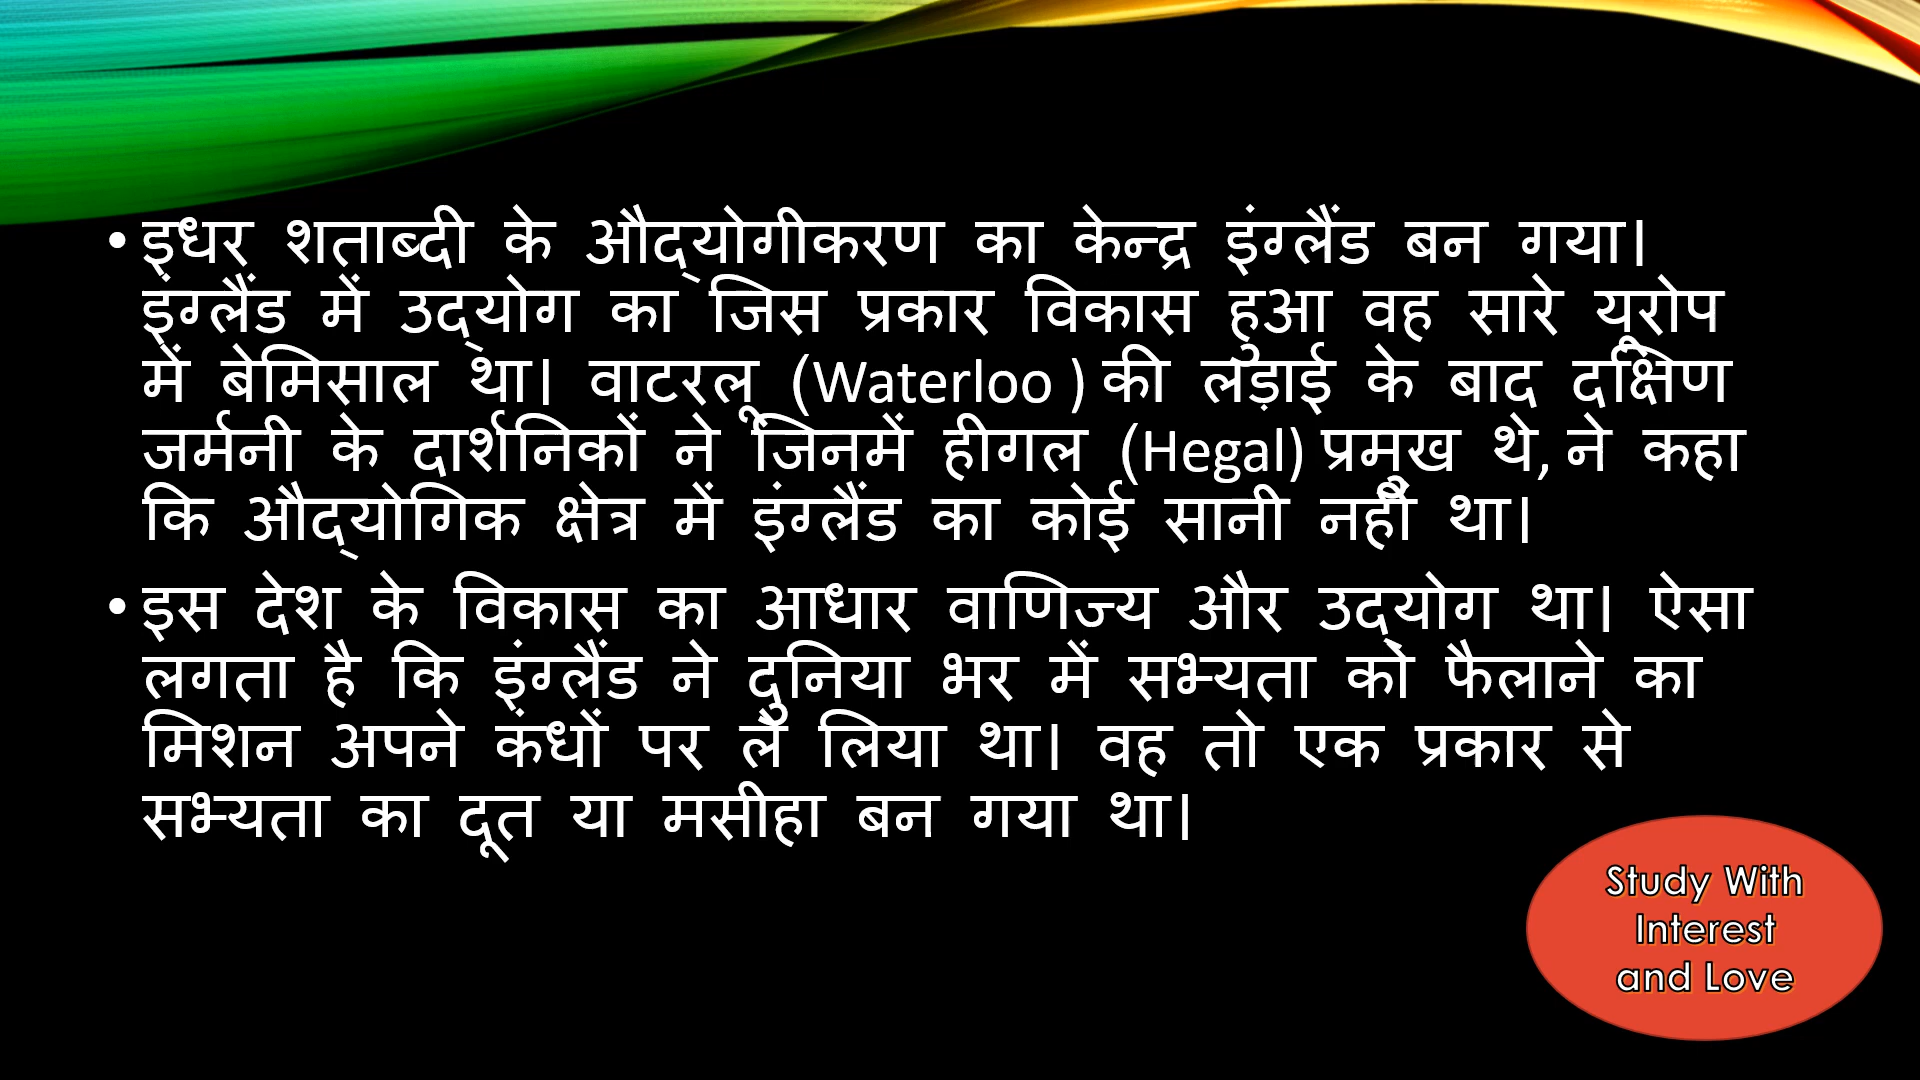 • इधर शताब्दी के औद्योगीकरण का केन्द्र इंग्लैंड बन गया।
इंग्लैंड में उद्योग का जिस प्रकार विकास हुआ वह सारे यूरोप
में बेमिसाल था। वाटरलू (Waterloo ) की लड़ाई के बाद दक्षिण
जर्मनी के दार्शनिकों ने जिनमें हीगल (Hegal) प्रमुख थे, ने कहा
कि औद्योगिक क्षेत्र में इंग्लैंड का कोई सानी नहीं था।
• इस देश के विकास का आधार वाणिज्य और उद्योग था। ऐसा
लगता है कि इंग्लैंड ने दुनिया भर में सभ्यता को फैलाने का
मिशन अपने कंधों पर ले लिया था। वह तो एक प्रकार से
सभ्यता का दूत या मसीहा बन गया था।
Study With
Interest
and Love